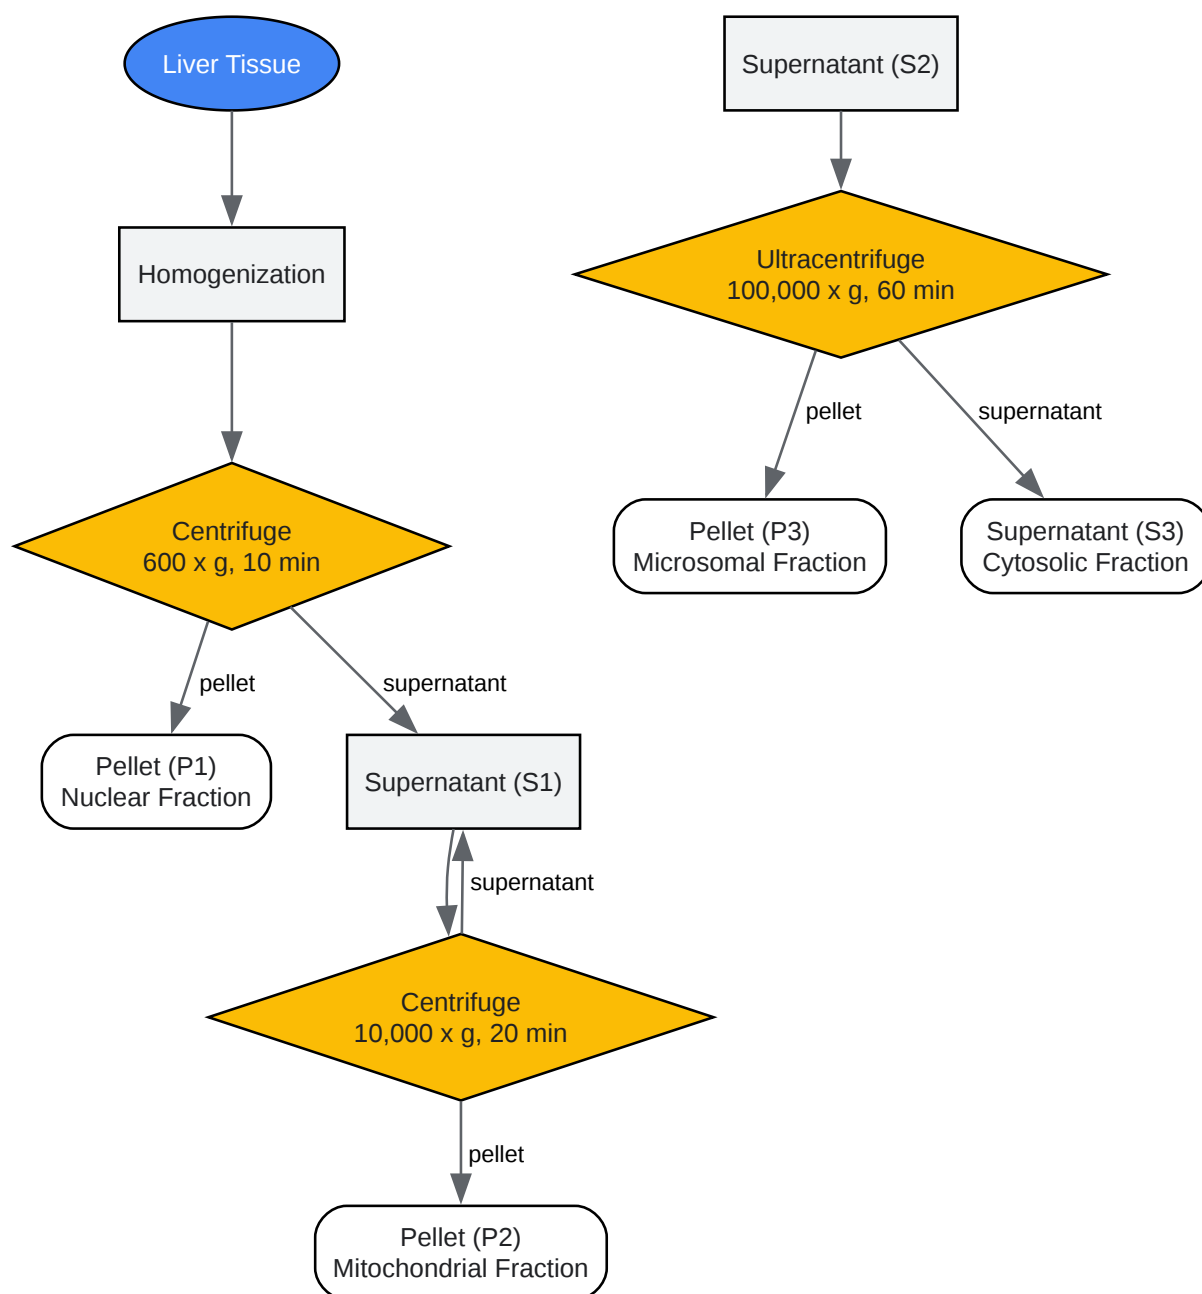 Liver Tissue
Homogenization
Centrifuge
600 x g, 10 min
pellet
supernatant
Pellet (P1)
Nuclear Fraction
Supernatant (S1)
supernatant
Centrifuge
10,000 x g, 20 min
pellet
Pellet (P2)
Mitochondrial Fraction
Supernatant (S2)
Ultracentrifuge
100,000 x g, 60 min
pellet
supernatant
Pellet (P3)
Microsomal Fraction
Supernatant (S3)
Cytosolic Fraction